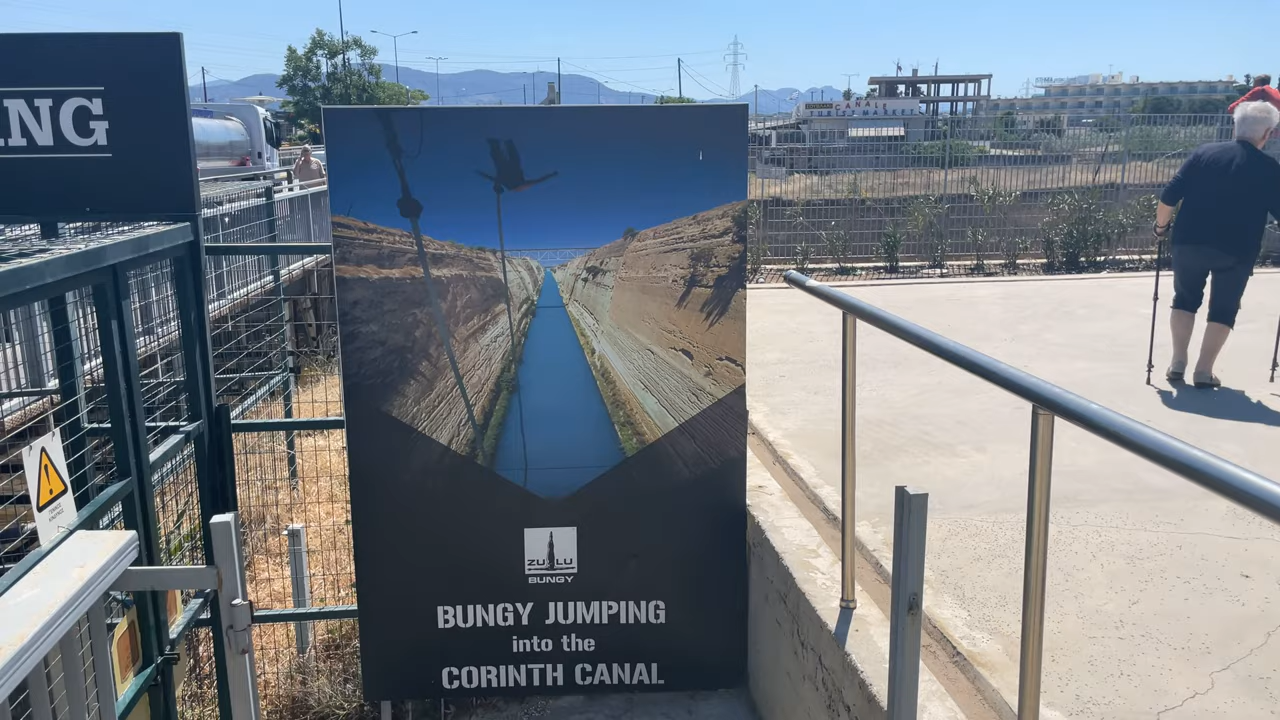 NG
CANAL
ZULU
BUNGY
BUNGY JUMPING
into the
CORINTH CANAL